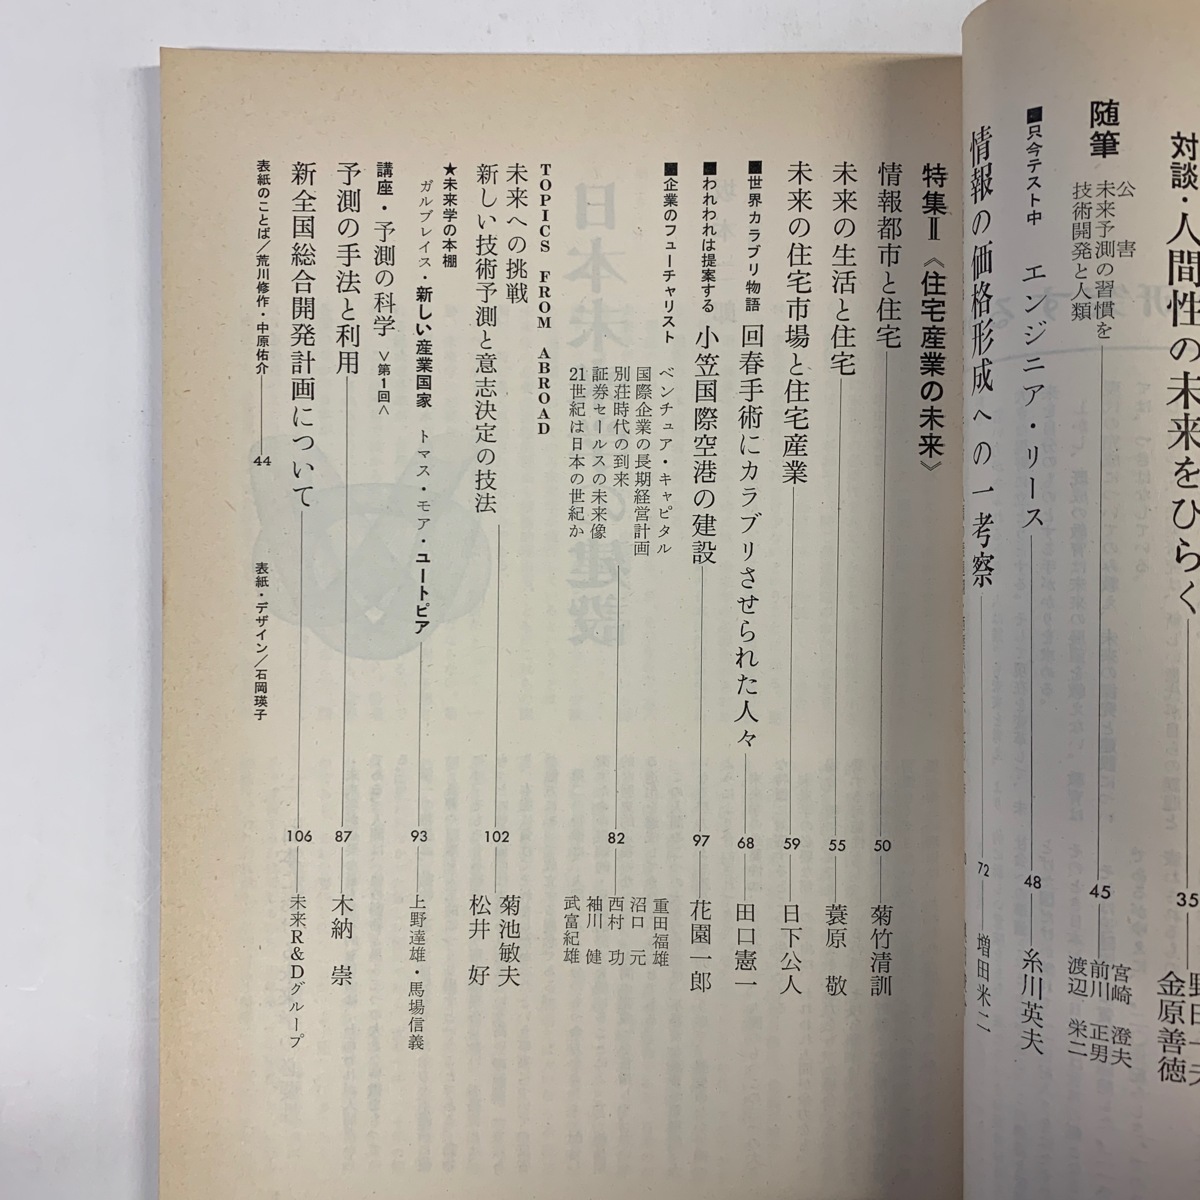 対談・人間性の未来をひらく 35 野田一夫
金原善徳
随筆
公害
未来予測の習慣を
技術開発と人類 45
宮崎 澄夫
前川 正男
渡辺 栄二
■只今テスト中 エンジニア・リース 48 糸川英夫
情報の価格形成への一考察 72 増田米二
特集Ⅱ《住宅産業の未来》
情報都市と住宅 50 菊竹清訓
未来の生活と住宅 55 蓑原 敬
未来の住宅市場と住宅産業 59 日下公人
■世界カラブリ物語 回春手術にカラブリさせられた人々 68 田口憲一
■われわれは提案する 小笠国際空港の建設 97 花園一郎
■企業のフューチャリスト
ベンチュア・キャピタル 重田福雄
国際企業の長期経営計画 沼口 元
別荘時代の到来 82 西村 功
証券セールスの未来像 袖川 健
21世紀は日本の世紀か 武富紀雄
TOPICS FROM ABROAD
未来への挑戦 菊池敏夫
新しい技術予測と意志決定の技法 102 松井 好
★未来学の本棚
ガルブレイス・新しい産業国家 トマス・モア・ユートピア 93 上野達雄・馬場信義
講座・予測の科学 ＞第1回＜
予測の手法と利用 87 木納 崇
新全国総合開発計画について 106 未来R&Dグループ
表紙のことば/荒川修作・中原佑介 44 表紙・デザイン/石岡瑛子